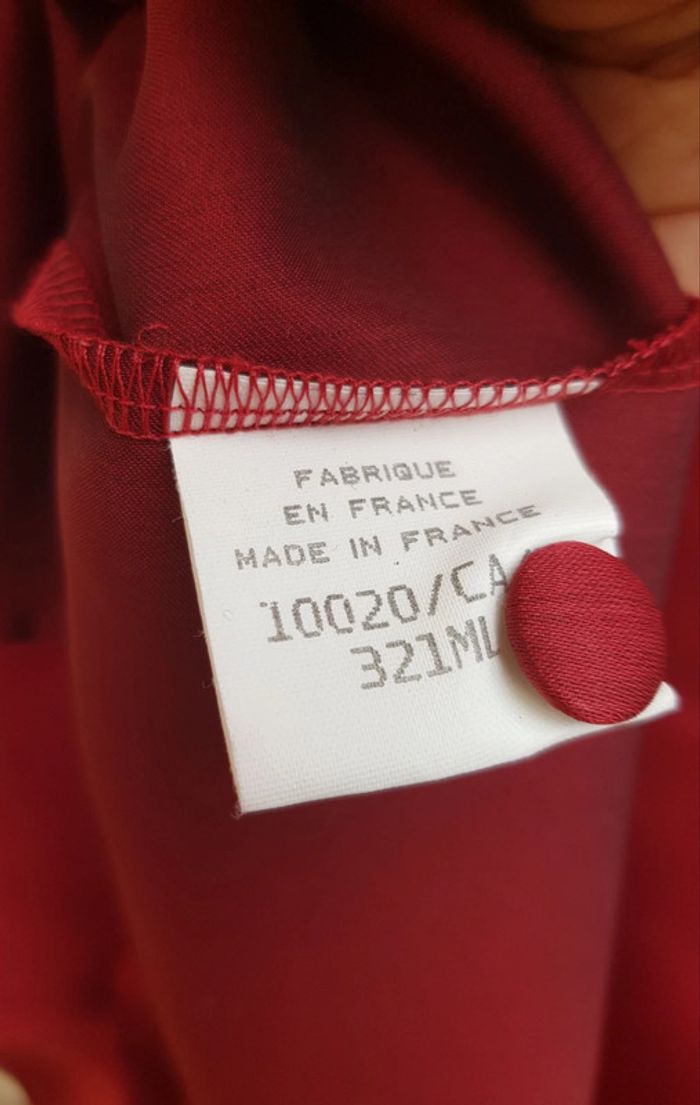 FABRIQUE
EN FRANCE
MADE IN FRANCE
10020/CA
321ML